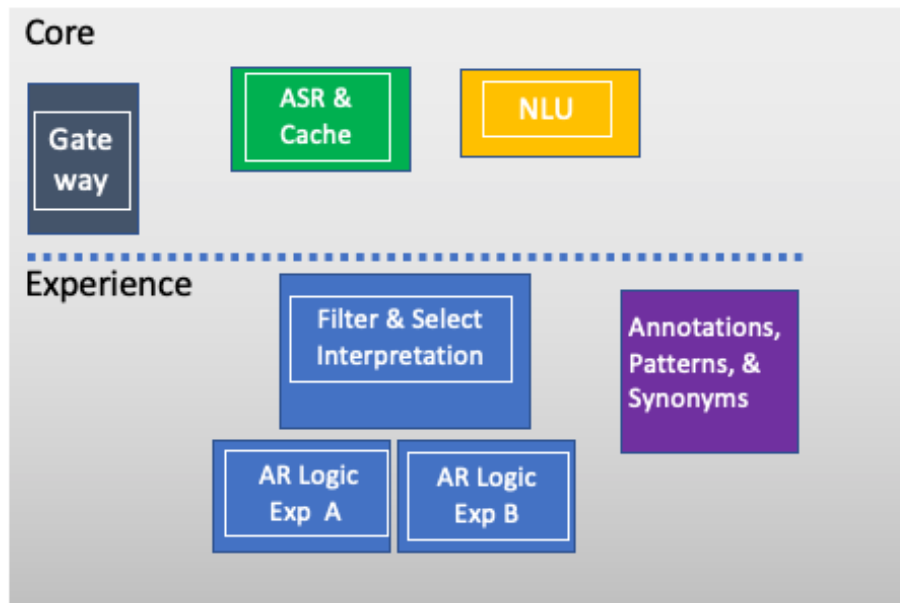 Core
Gate
way
ASR &
Cache
NLU
Experience
Filter & Select
Interpretation
Annotations,
Patterns, &
Synonyms
AR Logic
Exp A
AR Logic
Exp B